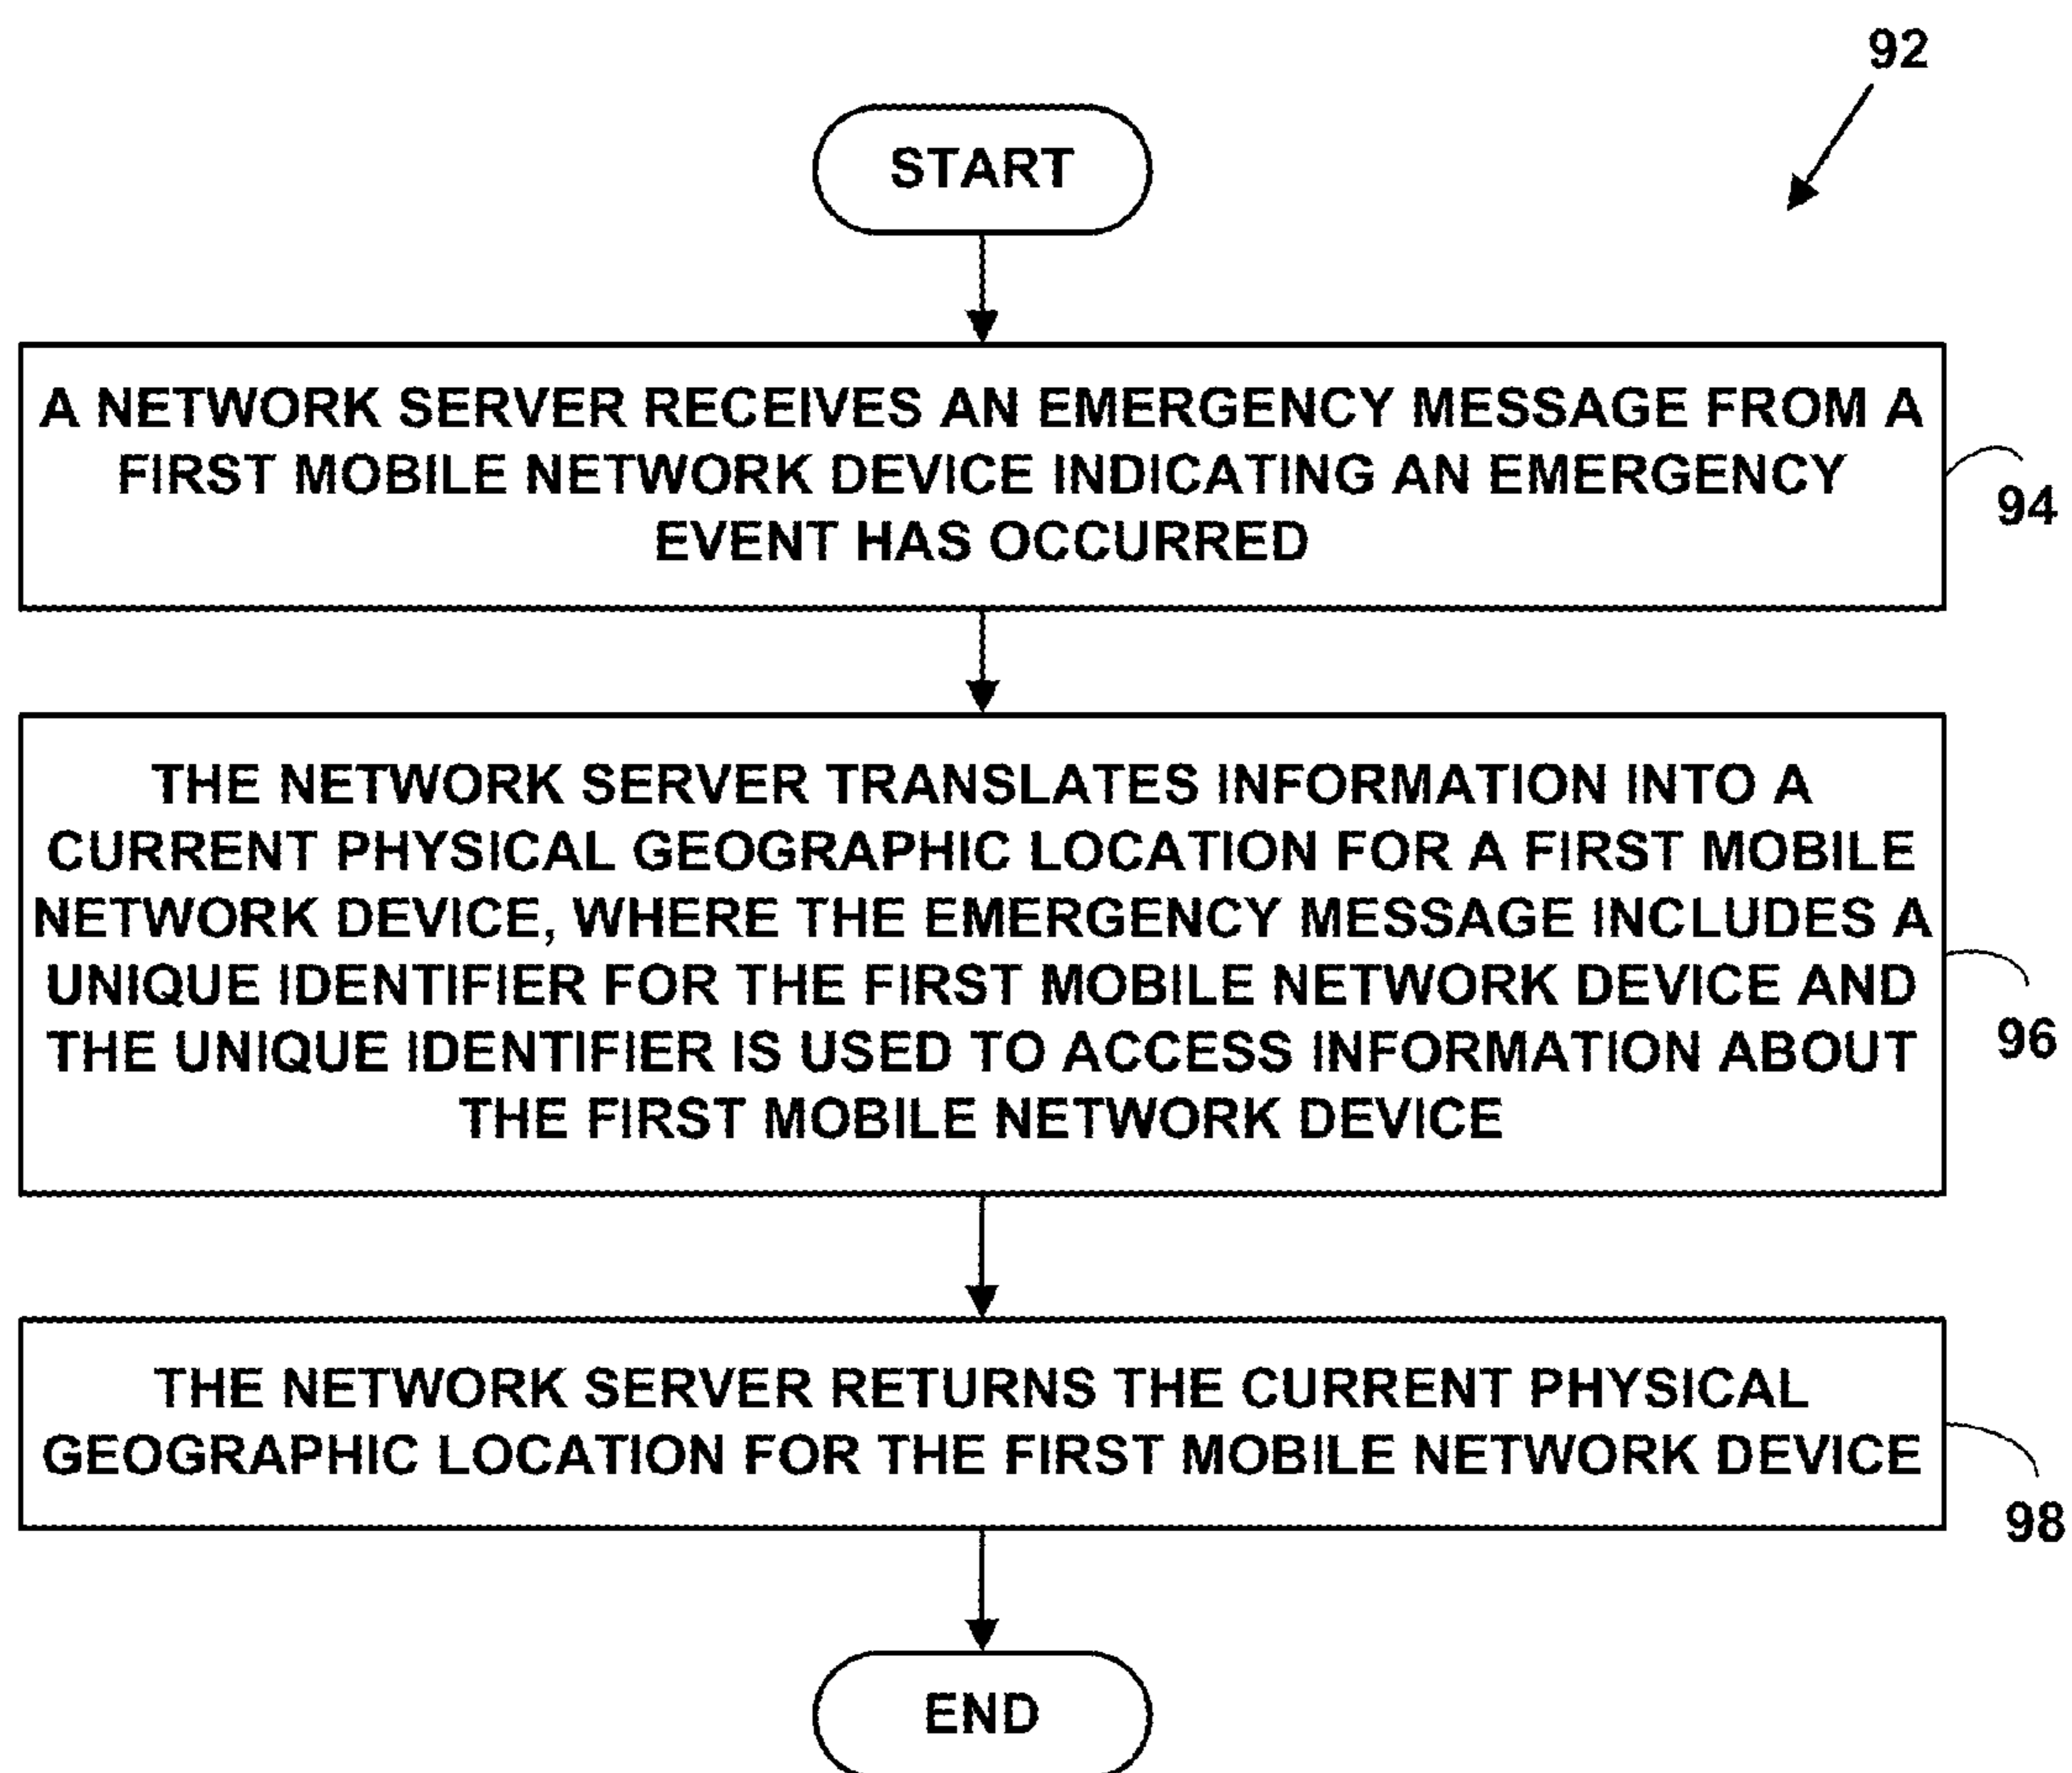 92
START
A NETWORK SERVER RECEIVES AN EMERGENCY MESSAGE FROM A
FIRST MOBILE NETWORK DEVICE INDICATING AN EMERGENCY
EVENT HAS OCCURRED
94
THE NETWORK SERVER TRANSLATES INFORMATION INTO A
CURRENT PHYSICAL GEOGRAPHIC LOCATION FOR A FIRST MOBILE
NETWORK DEVICE, WHERE THE EMERGENCY MESSAGE INCLUDES A
UNIQUE IDENTIFIER FOR THE FIRST MOBILE NETWORK DEVICE AND
THE UNIQUE IDENTIFIER IS USED TO ACCESS INFORMATION ABOUT
THE FIRST MOBILE NETWORK DEVICE
96
THE NETWORK SERVER RETURNS THE CURRENT PHYSICAL
GEOGRAPHIC LOCATION FOR THE FIRST MOBILE NETWORK DEVICE
98
END